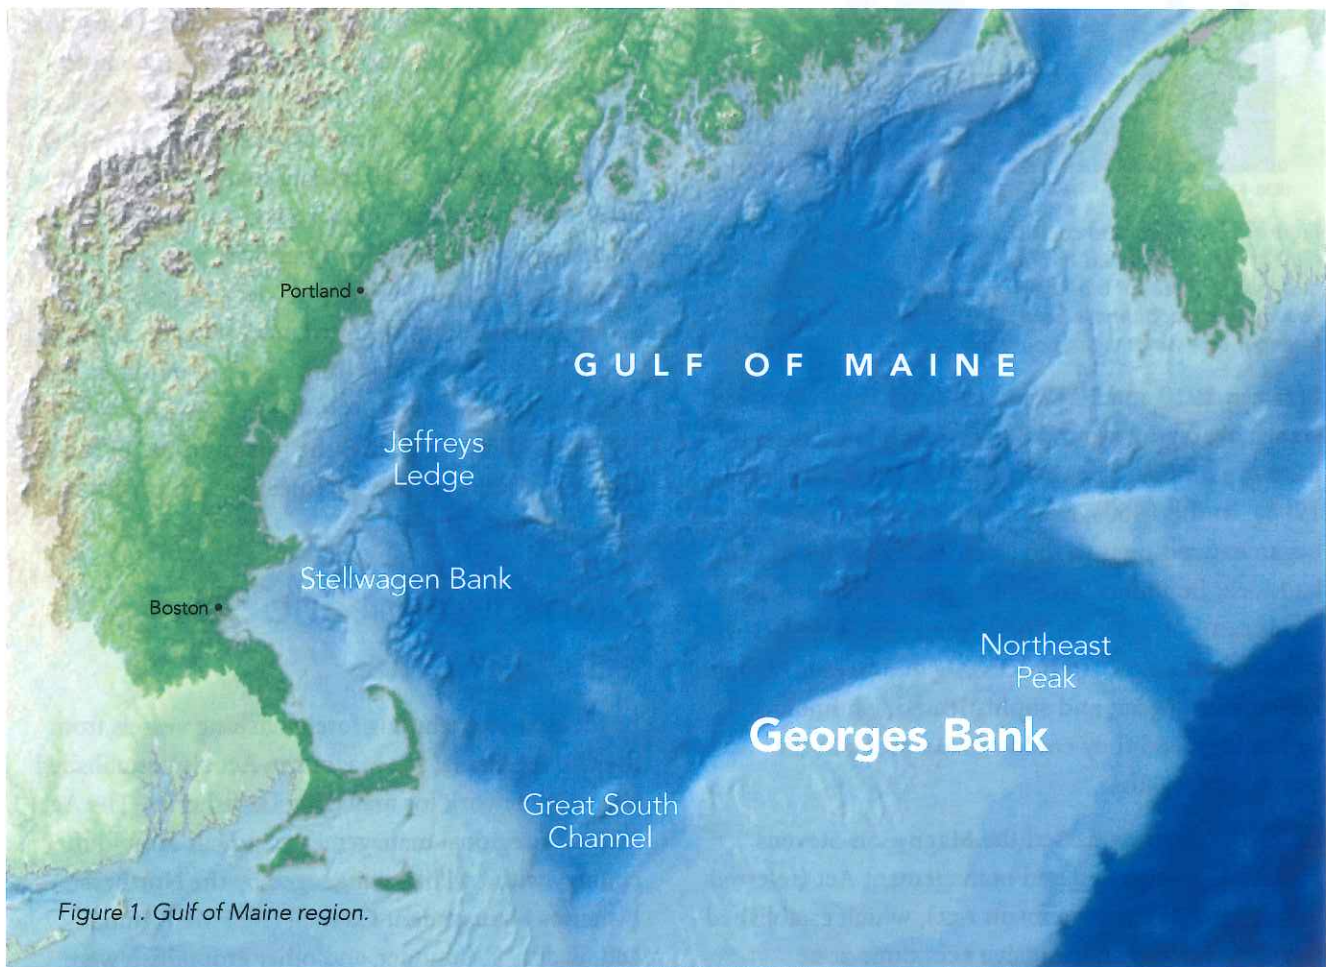 Portland
GULF OF MAINE
Jeffreys
Ledge
Stellwagen Bank
Boston
Northeast
Peak
Georges Bank
Great South
Channel
Figure 1. Gulf of Maine region.